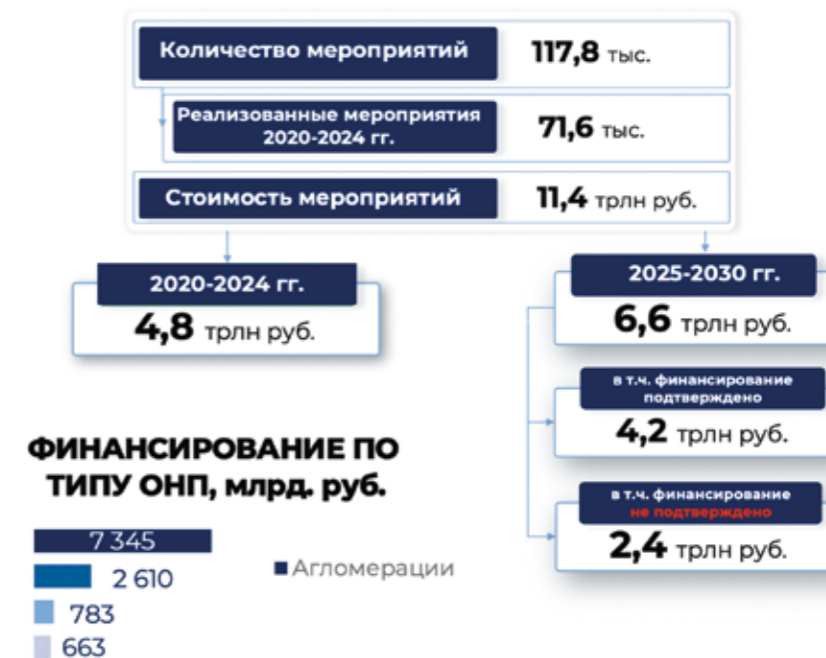 Количество мероприятий
117,8 тыс.
Реализованные мероприятия
2020-2024 гг.
71,6 тыс.
Стоимость мероприятий
11,4 трлн руб.
2020-2024 гг.
4,8 трлн руб.
2025-2030 гг.
6,6 трлн руб.
в т.ч. финансирование
подтверждено
4,2 трлн руб.
в т.ч. финансирование
не подтверждено
2,4 трлн руб.
ФИНАНСИРОВАНИЕ ПО
ТИПУ ОНП, млрд. руб.
7 345
2 610
783
663
Агломерации